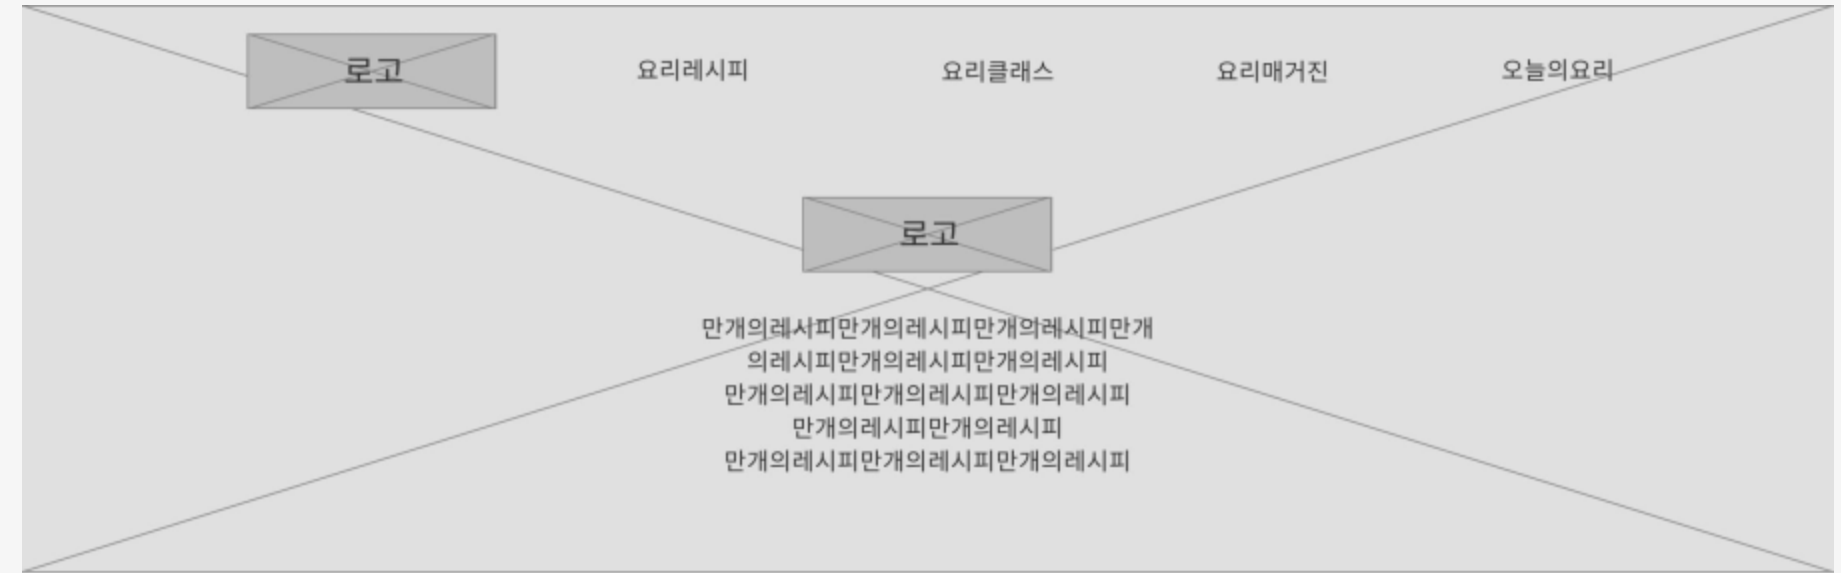 로고
요리레시피
요리클래스
요리매거진
오늘의요리
로고
만개의레시피만개의레시피만개의레시피만개
의레시피만개의레시피만개의레시피
만개의레시피만개의레시피만개의레시피
만개의레시피만개의레시피
만개의레시피만개의레시피만개의레시피